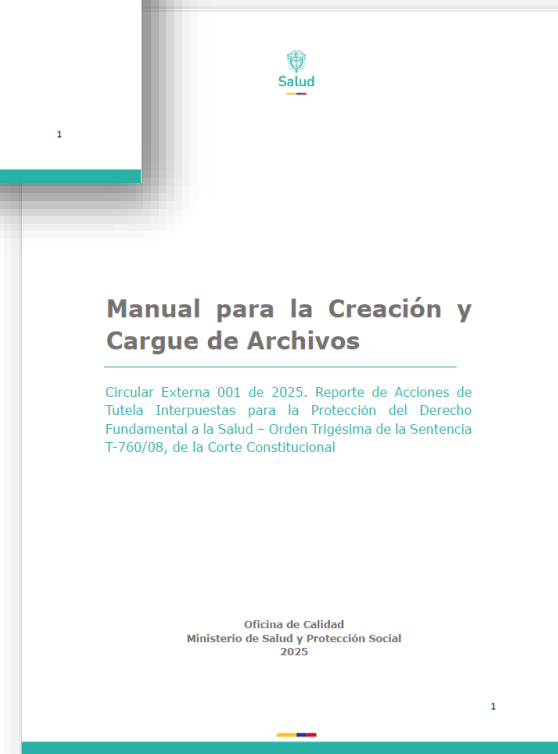 Salud
1
Manual para la Creación y
Cargue de Archivos
Circular Externa 001 de 2025. Reporte de Acciones de
Tutela Interpuestas para la Protección del Derecho
Fundamental a la Salud – Orden Trigésima de la Sentencia
T-760/08, de la Corte Constitucional
Oficina de Calidad
Ministerio de Salud y Protección Social
2025
1